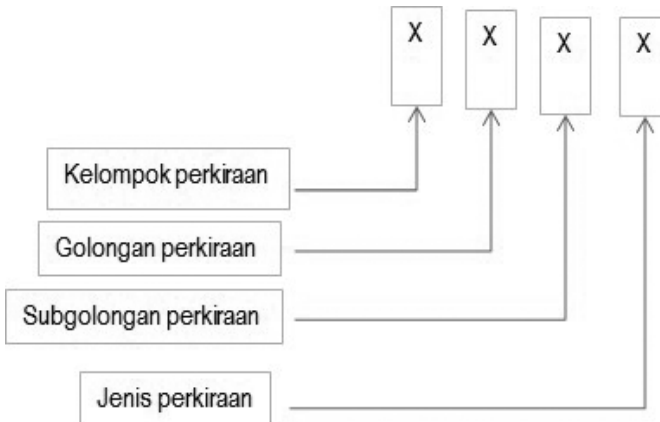 X X X X
Kelompok perkiraan
Golongan perkiraan
Subgolongan perkiraan
Jenis perkiraan